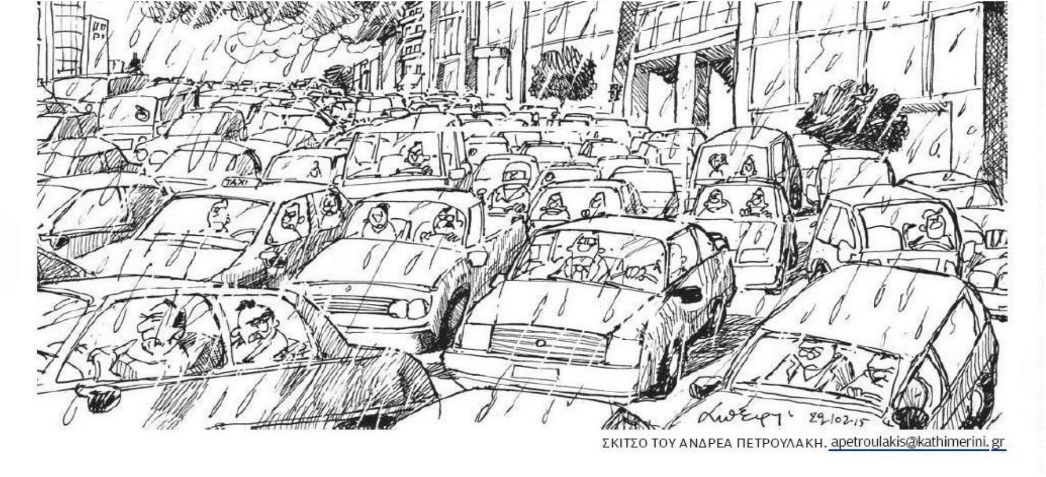 TAXI
ΣΚΙΤΣΟ ΤΟΥ ΑΝΔΡΕΑ ΠΕΤΡΟΥΛΑΚΗ. apetroulakis@kathimerini.gr